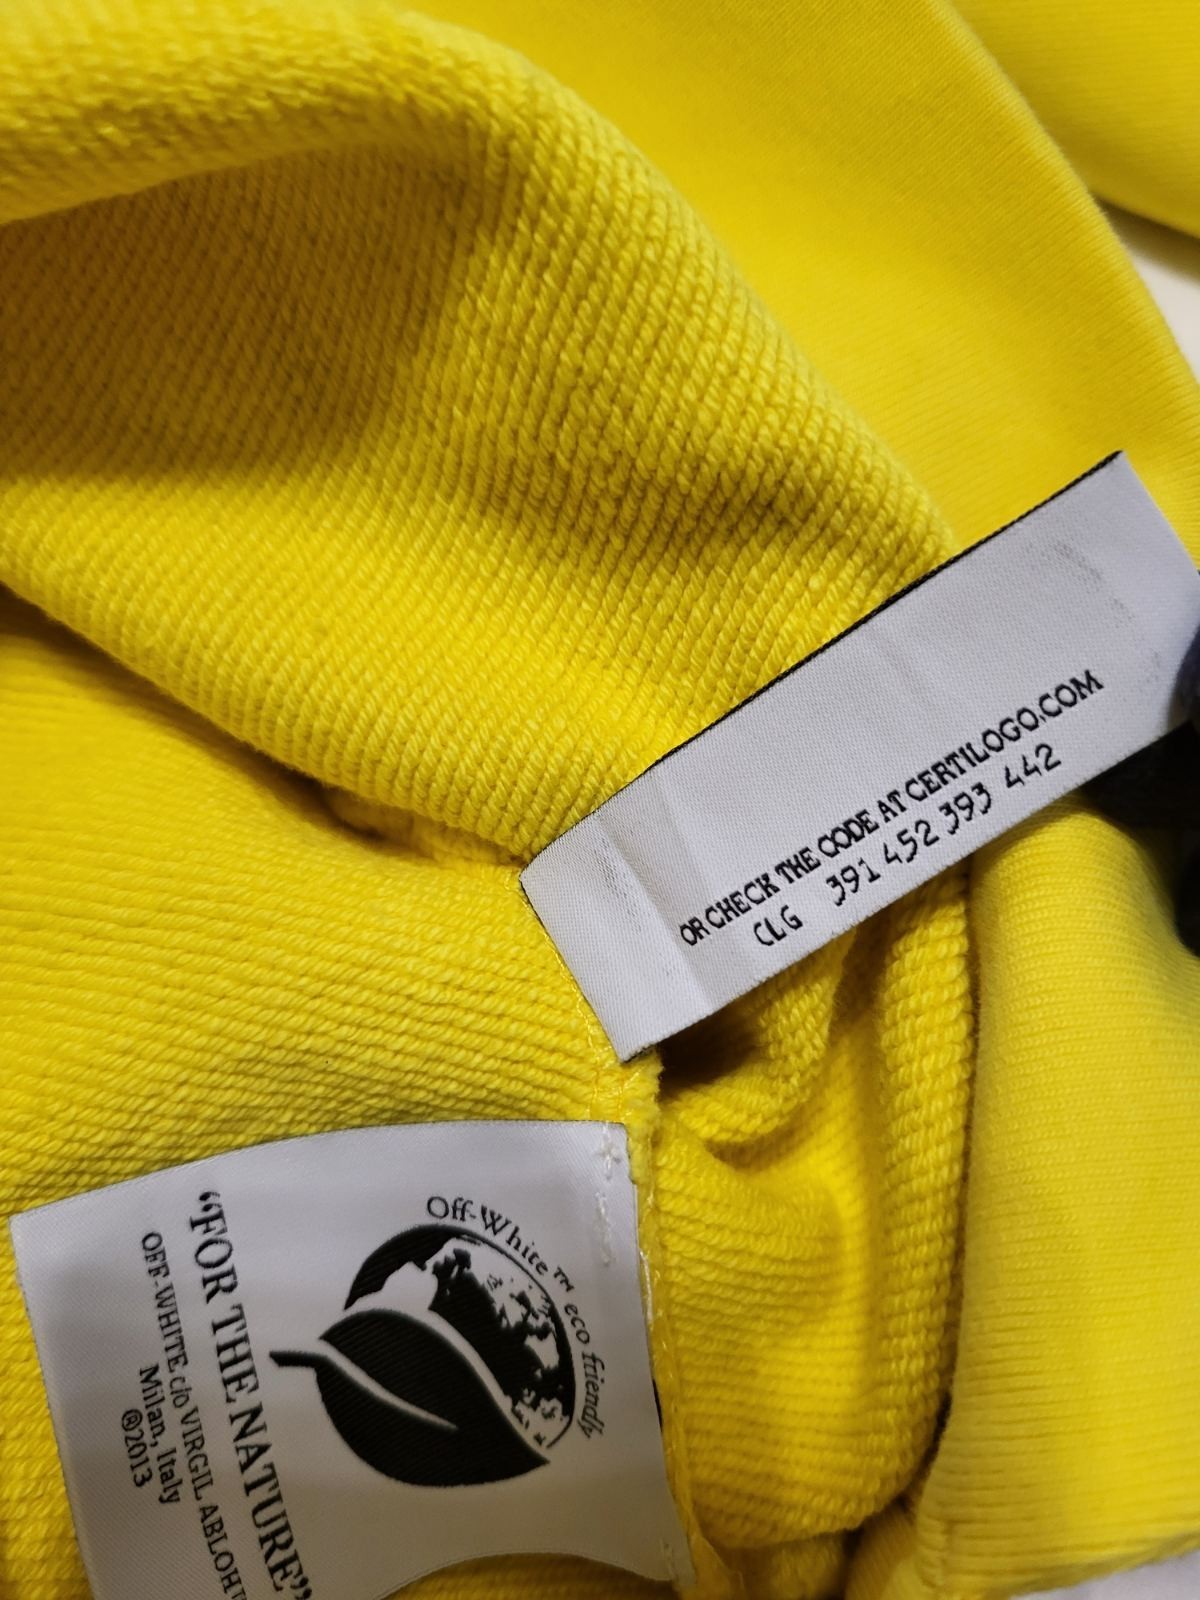 OR CHECK THE CODE AT CERTILOGO.COM
CLG 391 452 393 442
Off-White™ eco friendly
“FOR THE NATURE”
OFF-WHITE c/o VIRGIL ABLOH
Milan, Italy
®2013